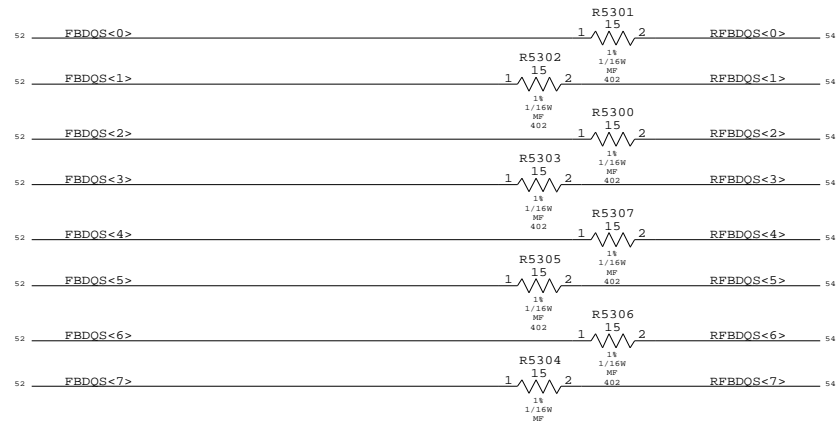 R5301
15
52 FBDQS<0> 1 2 RFBDQS<0> 54
1%
1/16W
MF
402
R5302
15
52 FBDQS<1> 1 2 RFBDQS<1> 54
1%
1/16W
MF
402
R5300
15
52 FBDQS<2> 1 2 RFBDQS<2> 54
1%
1/16W
MF
402
R5303
15
52 FBDQS<3> 1 2 RFBDQS<3> 54
1%
1/16W
MF
402
R5307
15
52 FBDQS<4> 1 2 RFBDQS<4> 54
1%
1/16W
MF
402
R5305
15
52 FBDQS<5> 1 2 RFBDQS<5> 54
1%
1/16W
MF
402
R5306
15
52 FBDQS<6> 1 2 RFBDQS<6> 54
1%
1/16W
MF
402
R5304
15
52 FBDQS<7> 1 2 RFBDQS<7> 54
1%
1/16W
MF